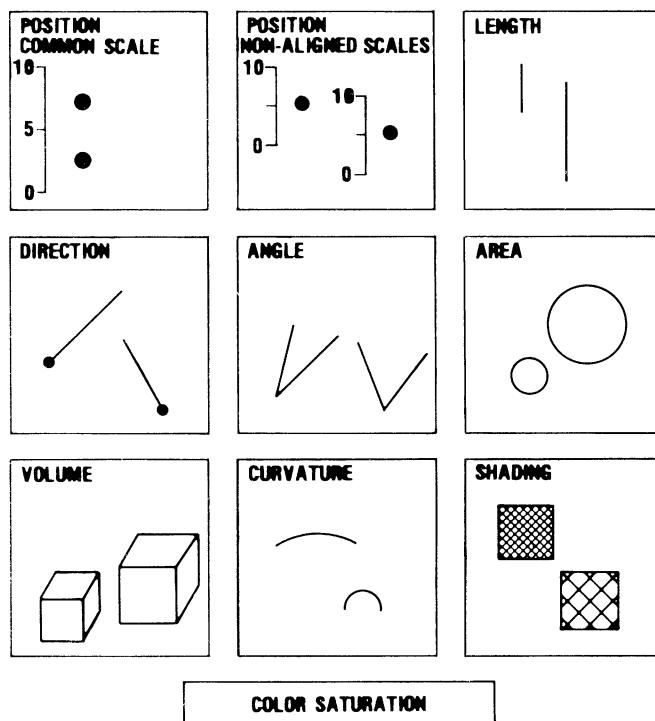 POSITION
COMMON SCALE
10
5
0
POSITION
NON-ALIGNED SCALES
10
0
10
0
LENGTH
DIRECTION
ANGLE
AREA
VOLUME
CURVATURE
SHADING
COLOR SATURATION